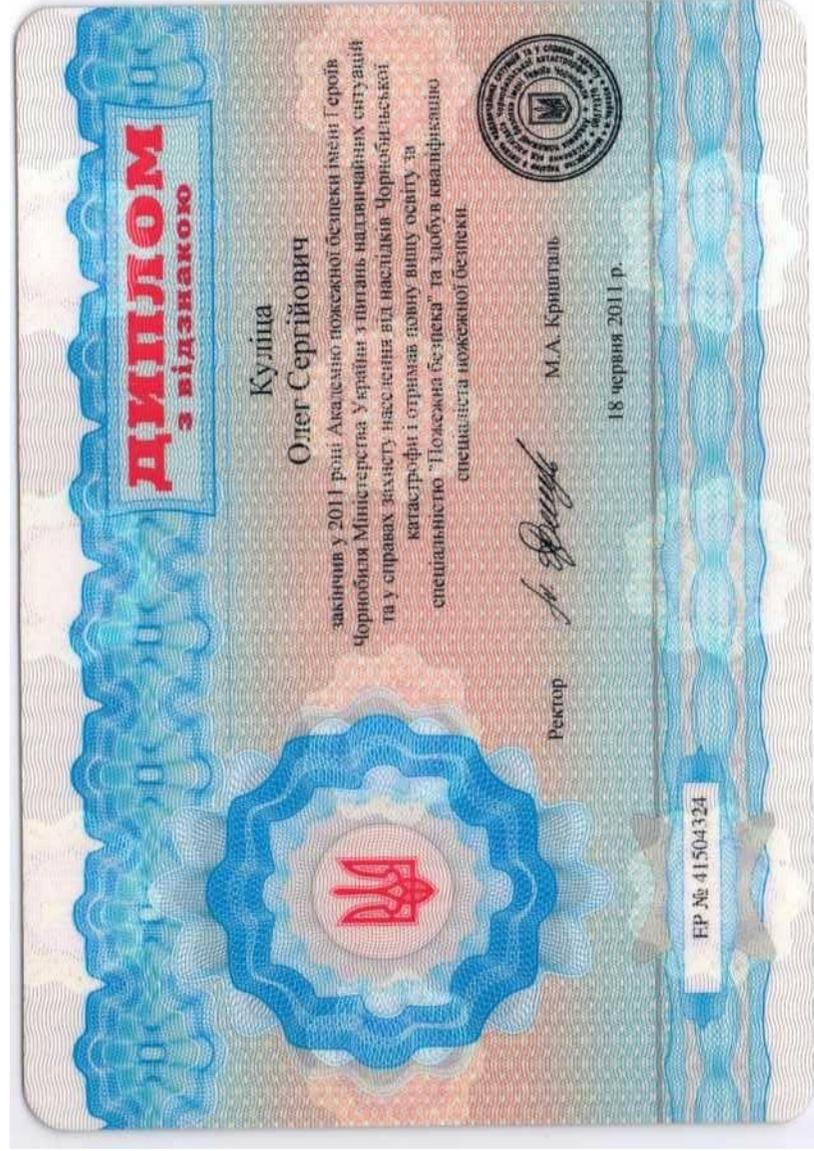 ДИПЛОМ
з відзнакою
Куліца
Олег Сергійович
закінчив у 2011 році Академію пожежної безпеки імені Героїв
Чорнобиля Міністерства України з питань надзвичайних ситуацій
та у справах захисту населення від наслідків Чорнобильської
катастрофи і отримав повну вищу освіту за
спеціальністю "Пожежна безпека" та здобув кваліфікацію
спеціаліста пожежної безпеки.
Ректор М.А. Кришталь
18 червня 2011 р.
ЕР № 41504324